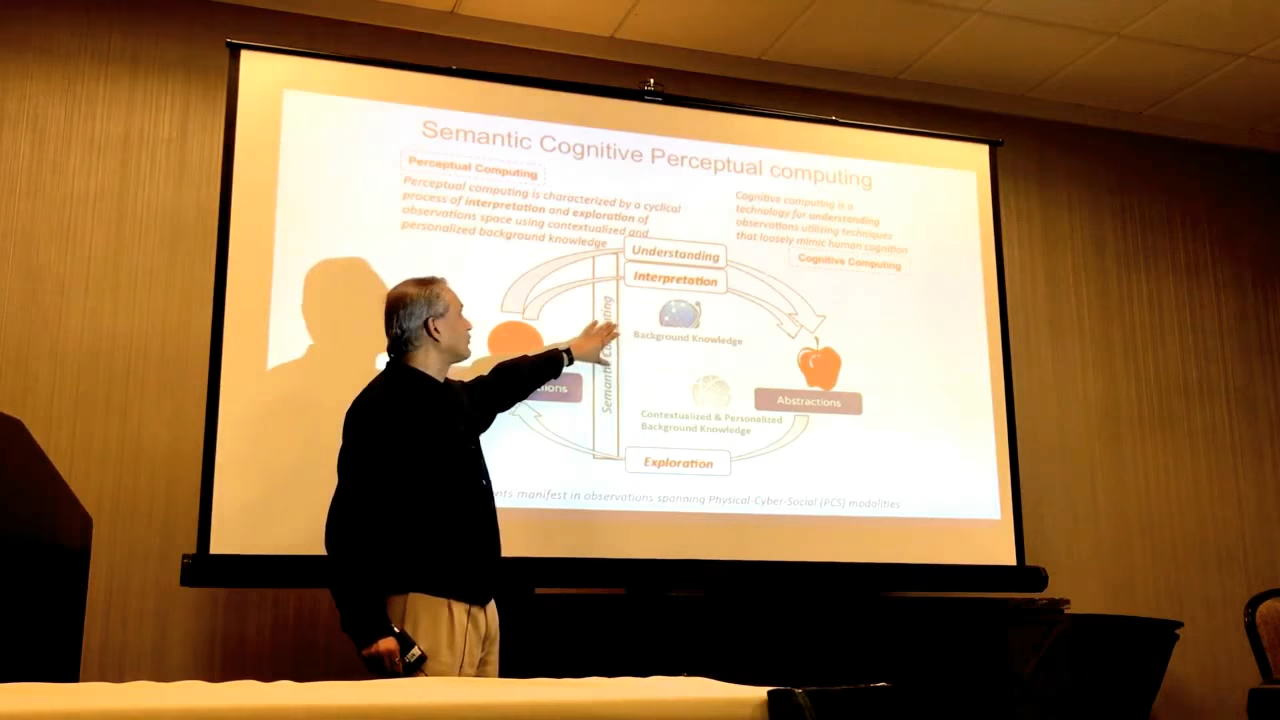 Semantic Cognitive Perceptual computing
Perceptual Computing
Perceptual computing is characterized by a cyclical
process of interpretation and exploration of
observations space using contextualized and
personalized background knowledge
Cognitive computing is a
technology for understanding
observations utilizing techniques
that loosely mimic human cognition
Cognitive Computing
Understanding
Interpretation
Semantic
Background Knowledge
Abstractions
Contextualized & Personalized
Background Knowledge
Exploration
manifest in observations spanning Physical-Cyber-Social (PCS) modalities